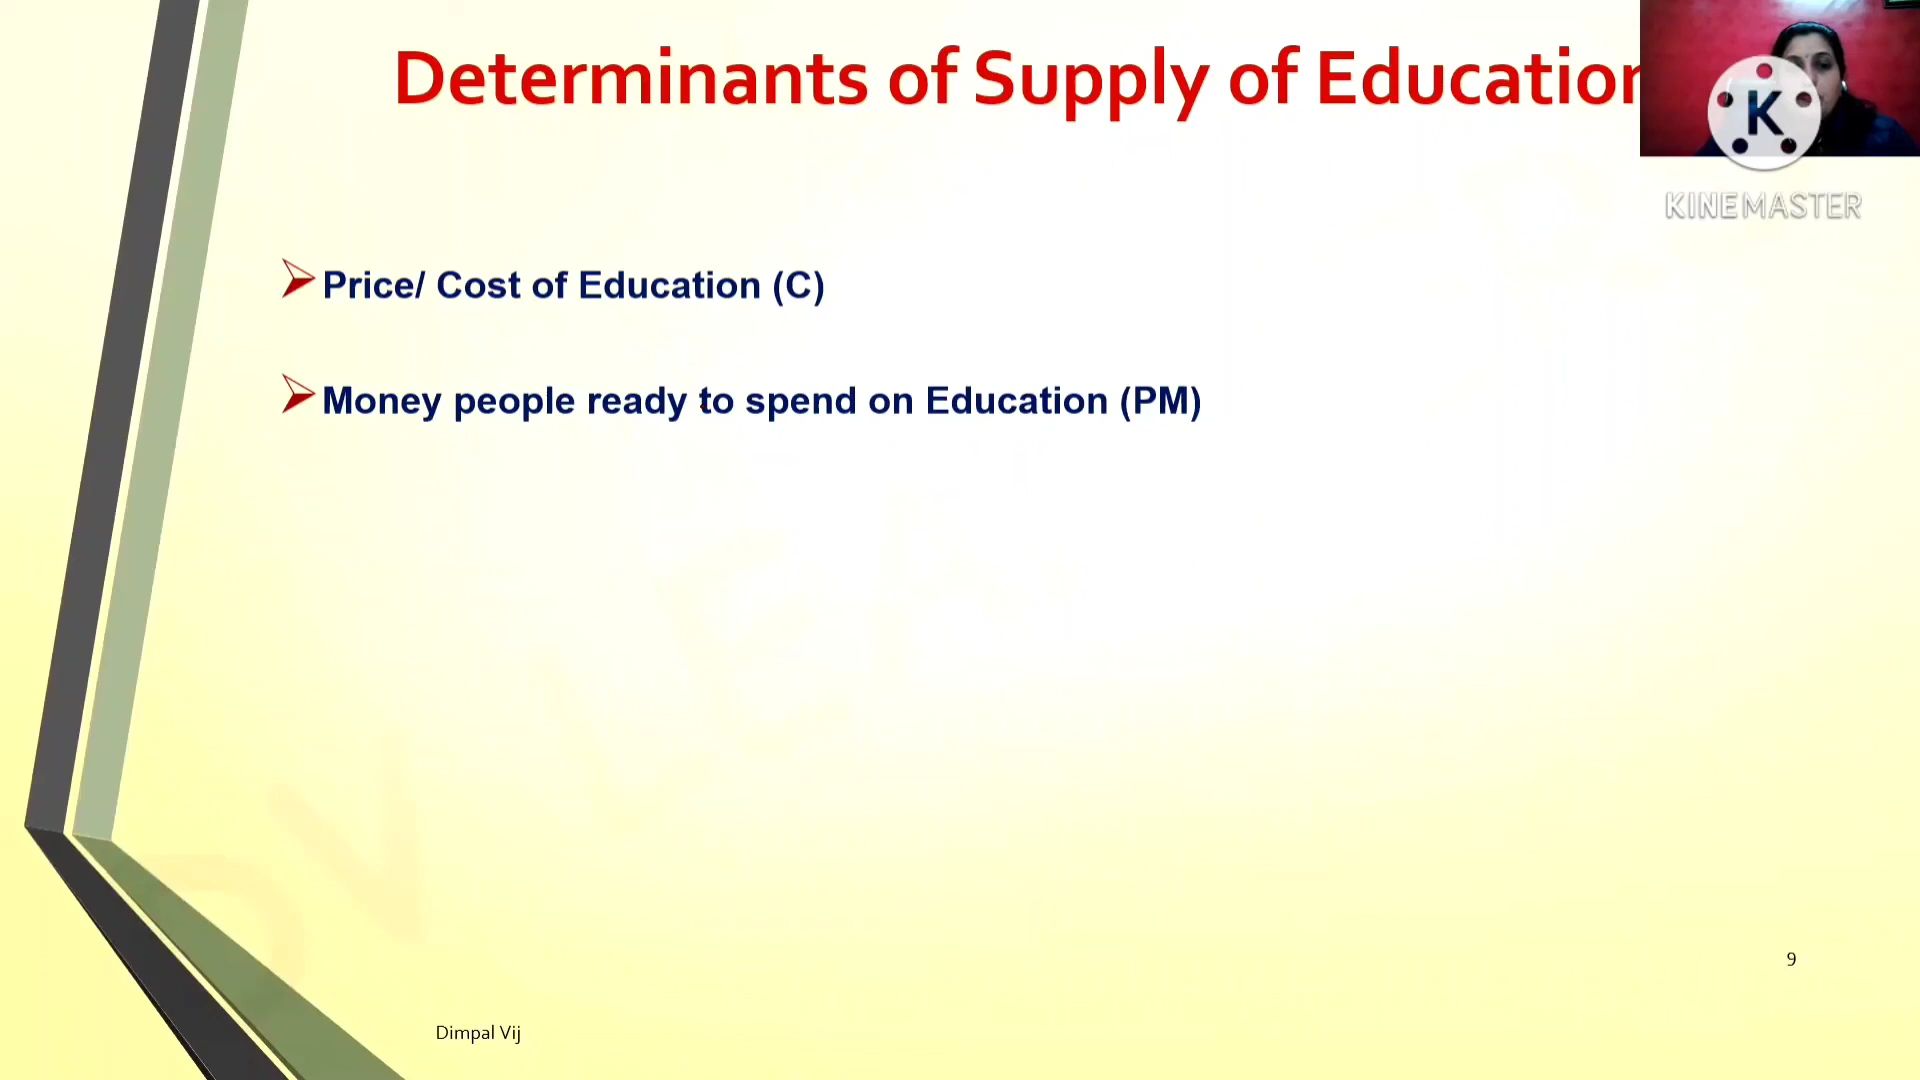 Determinants of Supply of Education
K
KINEMASTER
Price/ Cost of Education (C)
Money people ready to spend on Education (PM)
9
Dimpal Vij